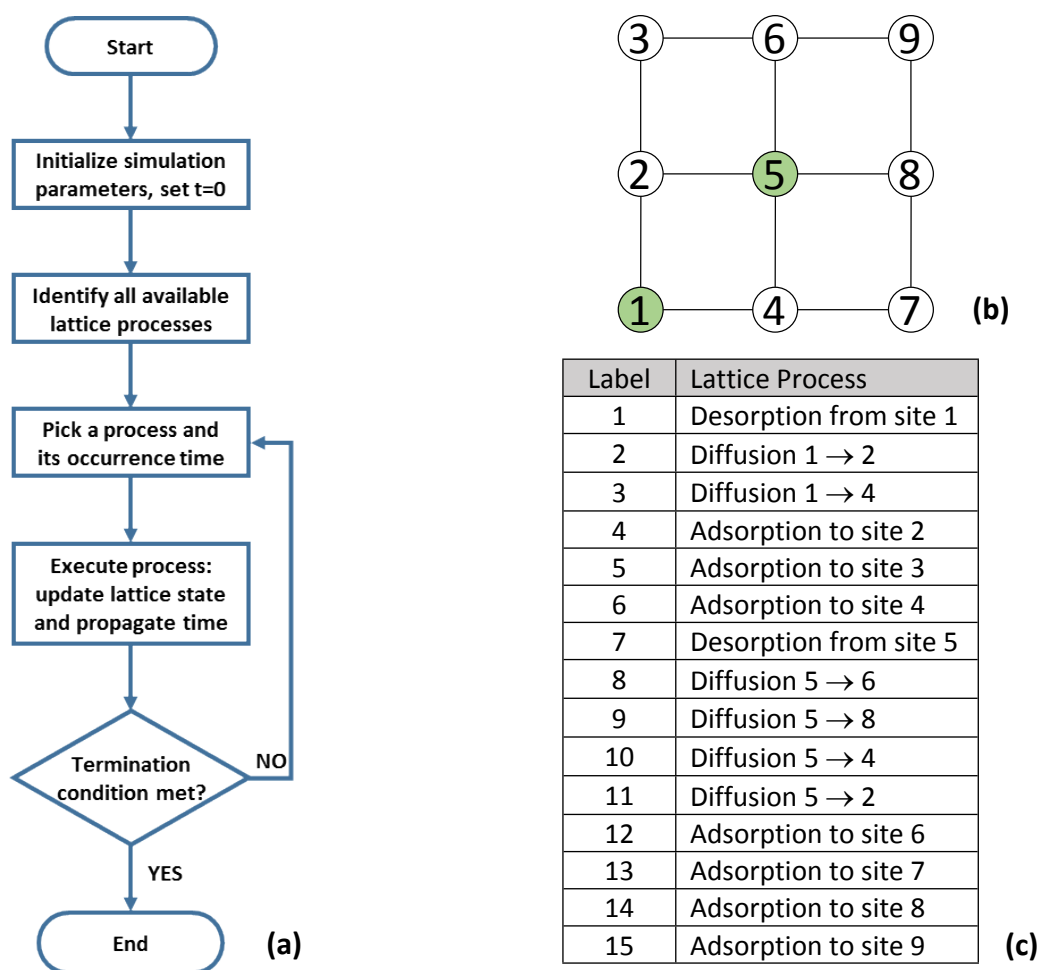 Start
Initialize simulation
parameters, set t=0
Identify all available
lattice processes
Pick a process and
its occurrence time
Execute process:
update lattice state
and propagate time
Termination
condition met?
NO
YES
End
(a)
3 6 9
2 5 8
1 4 7
(b)
Label Lattice Process
1 Desorption from site 1
2 Diffusion 1 → 2
3 Diffusion 1 → 4
4 Adsorption to site 2
5 Adsorption to site 3
6 Adsorption to site 4
7 Desorption from site 5
8 Diffusion 5 → 6
9 Diffusion 5 → 8
10 Diffusion 5 → 4
11 Diffusion 5 → 2
12 Adsorption to site 6
13 Adsorption to site 7
14 Adsorption to site 8
15 Adsorption to site 9
(c)